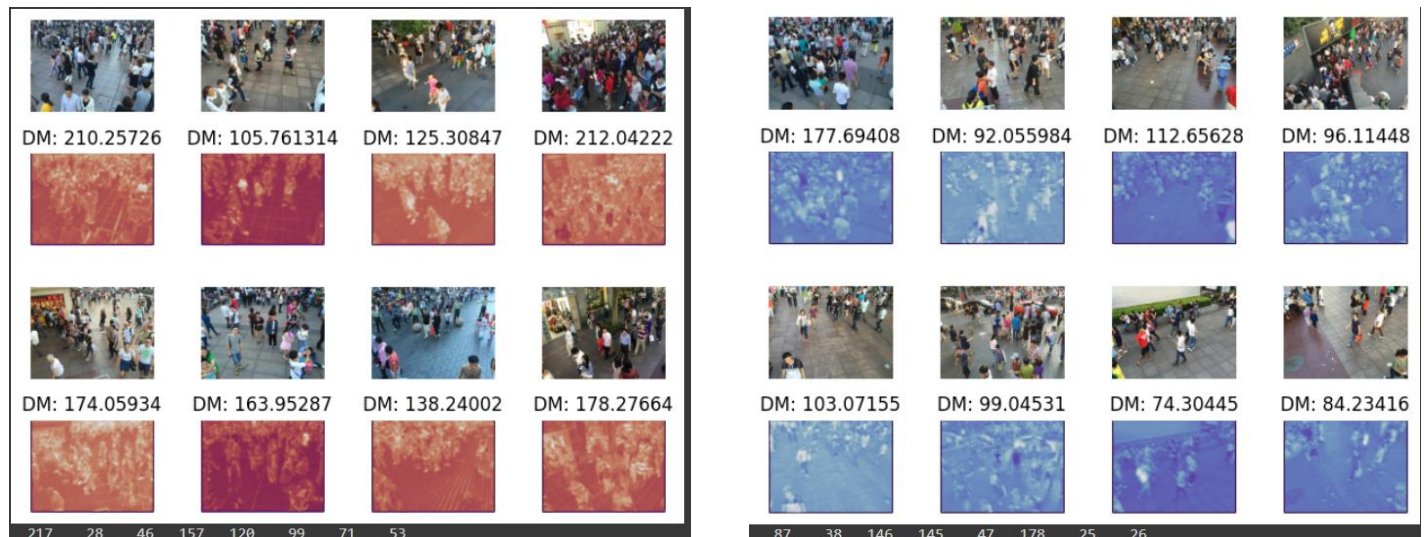 DM: 210.25726 DM: 105.761314 DM: 125.30847 DM: 212.04222
DM: 174.05934 DM: 163.95287 DM: 138.24002 DM: 178.27664
217 28 46 157 120 99 71 53
DM: 177.69408 DM: 92.055984 DM: 112.65628 DM: 96.11448
DM: 103.07155 DM: 99.04531 DM: 74.30445 DM: 84.23416
87 38 146 145 47 178 25 26